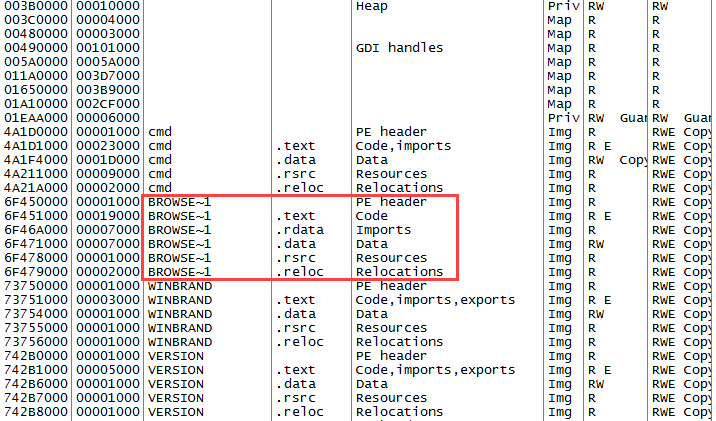 003B0000 00010000 Heap Priv RW RW
003C0000 00004000 Map R R
00480000 00003000 Map R R
00490000 00101000 GDI handles Map R R
005A0000 0005A000 Map R R
011A0000 003D7000 Map R R
01650000 003B9000 Map R R
01A10000 002CF000 Map R R
01EAA000 00006000 Priv RW Guar RW Guar
4A1D0000 00001000 cmd PE header Img R RWE Copy
4A1D1000 00023000 cmd .text Code,imports Img R E RWE Copy
4A1F4000 0001D000 cmd .data Data Img RW Copy RWE Copy
4A211000 00009000 cmd .rsrc Resources Img R RWE Copy
4A21A000 00002000 cmd .reloc Relocations Img R RWE Copy
6F450000 00001000 BROWSE~1 PE header Img R RWE Copy
6F451000 00019000 BROWSE~1 .text Code Img R E RWE Copy
6F46A000 00007000 BROWSE~1 .rdata Imports Img R RWE Copy
6F471000 00007000 BROWSE~1 .data Data Img RW RWE Copy
6F478000 00001000 BROWSE~1 .rsrc Resources Img R RWE Copy
6F479000 00002000 BROWSE~1 .reloc Relocations Img R RWE Copy
73750000 00001000 WINBRAND PE header Img R RWE Copy
73751000 00003000 WINBRAND .text Code,imports,exports Img R E RWE Copy
73754000 00001000 WINBRAND .data Data Img RW RWE Copy
73755000 00001000 WINBRAND .rsrc Resources Img R RWE Copy
73756000 00001000 WINBRAND .reloc Relocations Img R RWE Copy
742B0000 00001000 VERSION PE header Img R RWE Copy
742B1000 00005000 VERSION .text Code,imports,exports Img R E RWE Copy
742B6000 00001000 VERSION .data Data Img RW RWE Copy
742B7000 00001000 VERSION .rsrc Resources Img R RWE Copy
742B8000 00001000 VERSION .reloc Relocations Img R RWE Copy